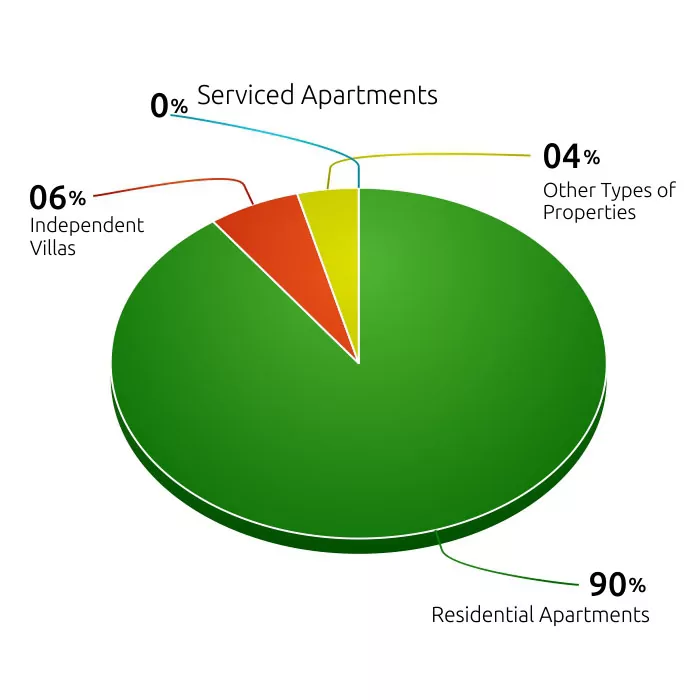 0% Serviced Apartments
04%
Other Types of
Properties
06%
Independent
Villas
90%
Residential Apartments